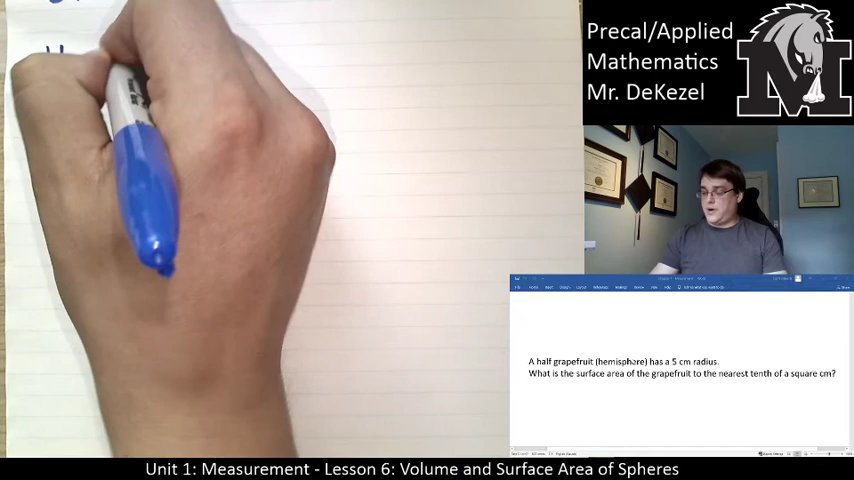 Precal/Applied
Mathematics
Mr. DeKezel
M
A half grapefruit (hemisphere) has a 5 cm radius.
What is the surface area of the grapefruit to the nearest tenth of a square cm?
Unit 1: Measurement - Lesson 6: Volume and Surface Area of Spheres